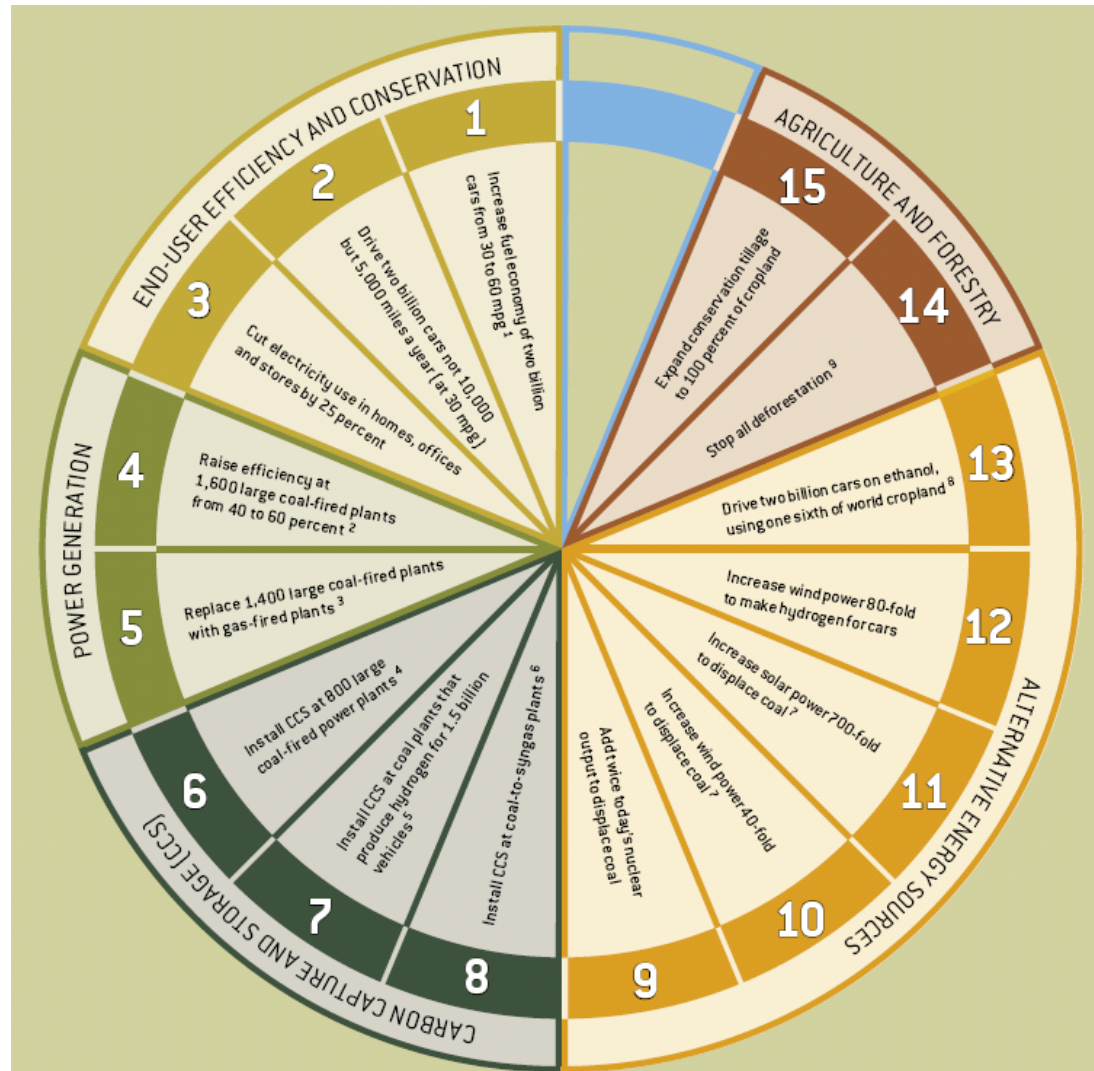 END-USER EFFICIENCY AND CONSERVATION
1
Increase fuel economy of two billion
cars from 30 to 60 mpg 1
2
Drive two billion cars not 10,000
but 5,000 miles a year (at 30 mpg)
3
Cut electricity use in homes, offices
and stores by 25 percent
POWER GENERATION
4
Raise efficiency at
1,600 large coal-fired plants
from 40 to 60 percent 2
5
Replace 1,400 large coal-fired plants
with gas-fired plants 3
CARBON CAPTURE AND STORAGE (CCS)
6
Install CCS at 800 large
coal-fired power plants 4
7
Install CCS at coal plants that
produce hydrogen for 1.5 billion
vehicles 5
8
Install CCS at coal-to-syngas plants 6
ALTERNATIVE ENERGY SOURCES
9
Add twice today's nuclear
output to displace coal
10
Increase wind power 40-fold
to displace coal 7
11
Increase solar power 700-fold
to displace coal 7
12
Increase wind power 80-fold
to make hydrogen for cars
13
Drive two billion cars on ethanol,
using one sixth of world cropland 8
AGRICULTURE AND FORESTRY
14
Stop all deforestation 9
15
Expand conservation tillage
to 100 percent of cropland